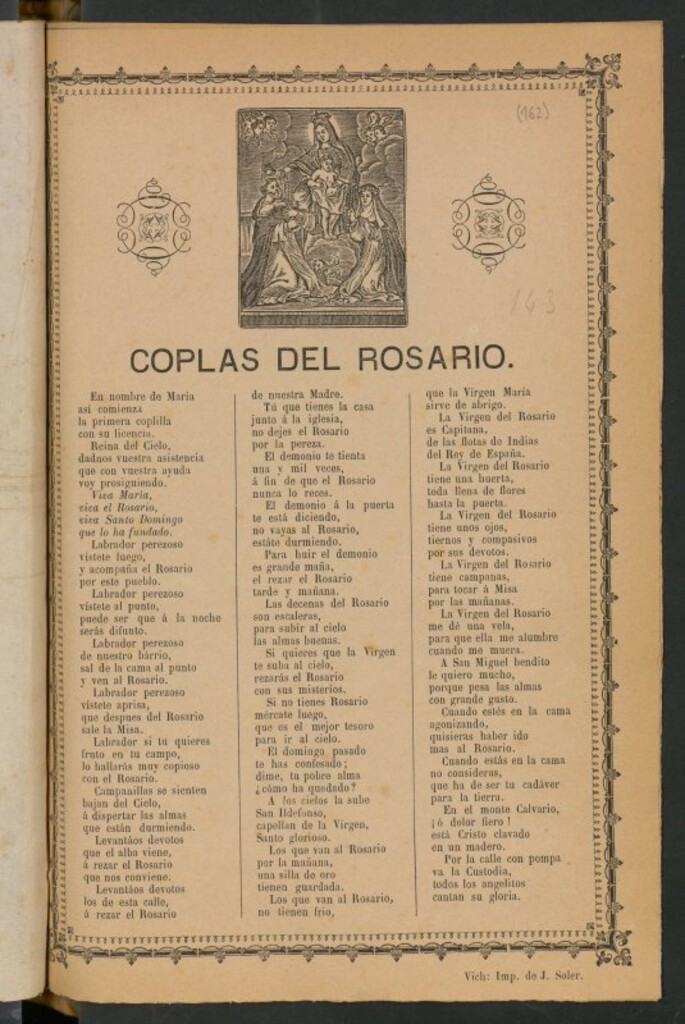 (162)
143
COPLAS DEL ROSARIO.
En nombre de Maria
asi comienza
la primera coplilla
con su licencia.
Reina del Cielo,
dadnos vuestra asistencia
que con vuestra ayuda
voy prosiguiendo.
Viva María,
viva el Rosario,
viva Santo Domingo
que lo ha fundado.
Labrador perezoso
vistete luego,
y acompaña el Rosario
por este pueblo.
Labrador perezoso
vístete al punto,
puede ser que á la noche
serás difunto.
Labrador perezoso
de nuestro bárrio,
sal de la cama al punto
y ven al Rosario.
Labrador perezoso
vístete aprisa,
que despues del Rosario
sale la Misa.
Labrador si tú quieres
fruto en tu campo,
lo hallarás muy copioso
con el Rosario.
Campanillas se sienten
bajan del Cielo,
á dispertar las almas
que están durmiendo.
Levantáos devotos
que el alba viene,
á rezar el Rosario
que nos conviene.
Levantáos devotos
los de esta calle,
á rezar el Rosario
de nuestra Madre.
Tú que tienes la casa
junto á la iglesia,
no dejes el Rosario
por la pereza.
El demonio te tienta
una y mil veces,
á fin de que el Rosario
nunca lo reces.
El demonio á la puerta
te está diciendo,
no vayas al Rosario,
estáte durmiendo.
Para huir el demonio
es grande maña,
el rezar el Rosario
tarde y mañana.
Las decenas del Rosario
son escaleras,
para subir al cielo
las almas buenas.
Si quieres que la Virgen
te suba al cielo,
rezarás el Rosario
con sus misterios.
Si no tienes Rosario
mércate luego,
que es el mejor tesoro
para ir al cielo.
El domingo pasado
te has confesado;
dime, tu pobre alma
¿cómo ha quedado?
A los cielos la sube
San Ildefonso,
capellan de la Virgen,
Santo glorioso.
Los que van al Rosario
por la mañana,
una silla de oro
tienen guardada.
Los que van al Rosario,
no tienen frio,
que la Virgen María
sirve de abrigo.
La Virgen del Rosario
es Capitana,
de las flotas de Indias
del Rey de España.
La Virgen del Rosario
tiene una huerta,
toda llena de flores
hasta la puerta.
La Virgen del Rosario
tiene unos ojos,
tiernos y compasivos
por sus devotos.
La Virgen del Rosario
tiene campanas,
para tocar á Misa
por las mañanas.
La Virgen del Rosario
me dé una vela,
para que ella me alumbre
cuando me muera.
A San Miguel bendito
le quiero mucho,
porque pesa las almas
con grande gusto.
Cuando estés en la cama
agonizando,
quisieras haber ido
mas al Rosario.
Cuando estás en la cama
no consideras,
que ha de ser tu cadáver
para la tierra.
En el monte Calvario,
¡ó dolor fiero!
está Cristo clavado
en un madero.
Por la calle con pompa
va la Custodia,
todos los angelitos
cantan su gloria.
Vich: Imp. de J. Soler.